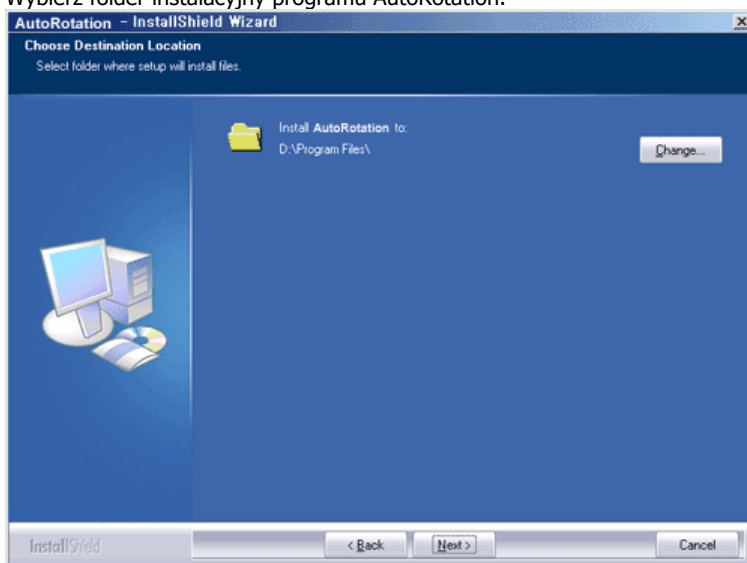 Wybierz folder instalacyjny programu AutoRotation.
AutoRotation - InstallShield Wizard
Choose Destination Location
Select folder where setup will install files.
Install AutoRotation to:
D:\Program Files\
Change...
InstallShield
< Back
Next >
Cancel